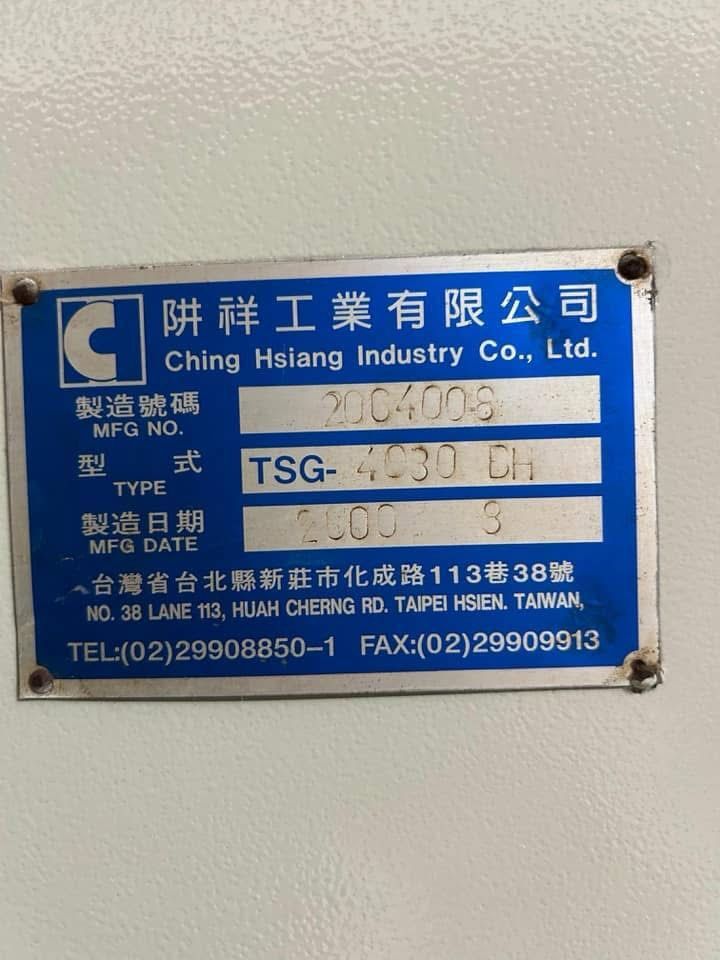 阱祥工業有限公司
Ching Hsiang Industry Co., Ltd.
製造號碼 2004008
MFG NO.
型 式 TSG- 4030 DH
TYPE
製造日期 2000 8
MFG DATE
台灣省台北縣新莊市化成路113巷38號
NO. 38 LANE 113, HUAH CHERNG RD. TAIPEI HSIEN. TAIWAN,
TEL:(02)29908850-1 FAX:(02)29909913